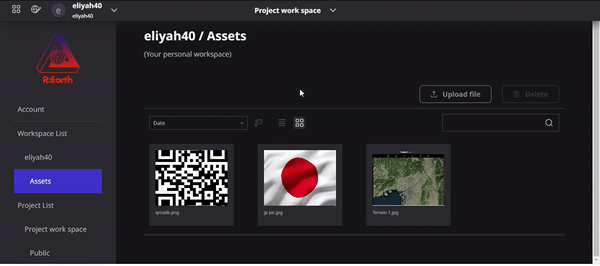 eliyah40
eliyah40
e
Project work space
R:Earth
Account
Workspace List
eliyah40
Assets
Project List
Project work space
Public
eliyah40 / Assets
(Your personal workspace)
Upload file
Delete
Date
qrcode.png
jp pic.jpg
Terrain 1.jpg